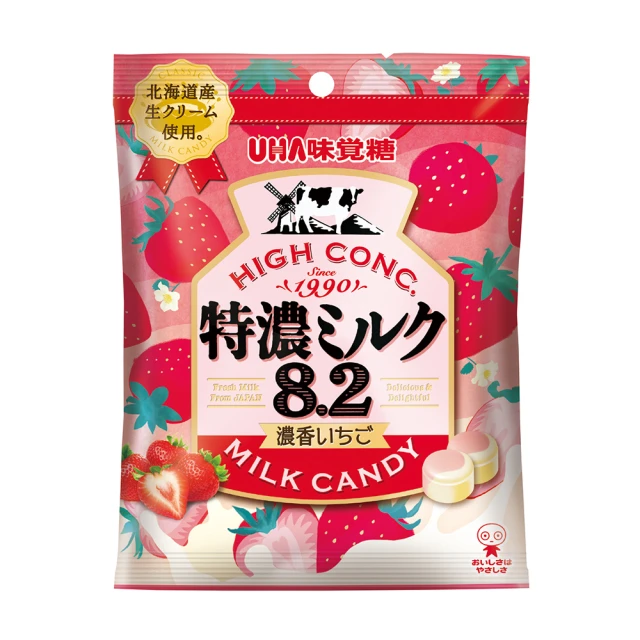 CLASSIC
北海道産
生クリーム
使用。
MILK CANDY
UHA味覚糖
HIGH CONC.
Since
1990
特濃ミルク
8.2
Fresh Milk
From JAPAN
Delicious &
Delightful
濃香いちご
MILK CANDY
おいしさは
やさしさ